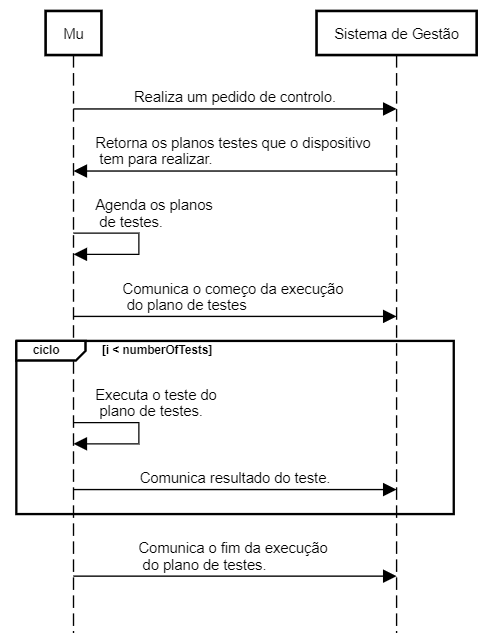 Mu
Sistema de Gestão
Realiza um pedido de controlo.
Retorna os planos testes que o dispositivo
tem para realizar.
Agenda os planos
de testes.
Comunica o começo da execução
do plano de testes
ciclo
[i < numberOfTests]
Executa o teste do
plano de testes.
Comunica resultado do teste.
Comunica o fim da execução
do plano de testes.